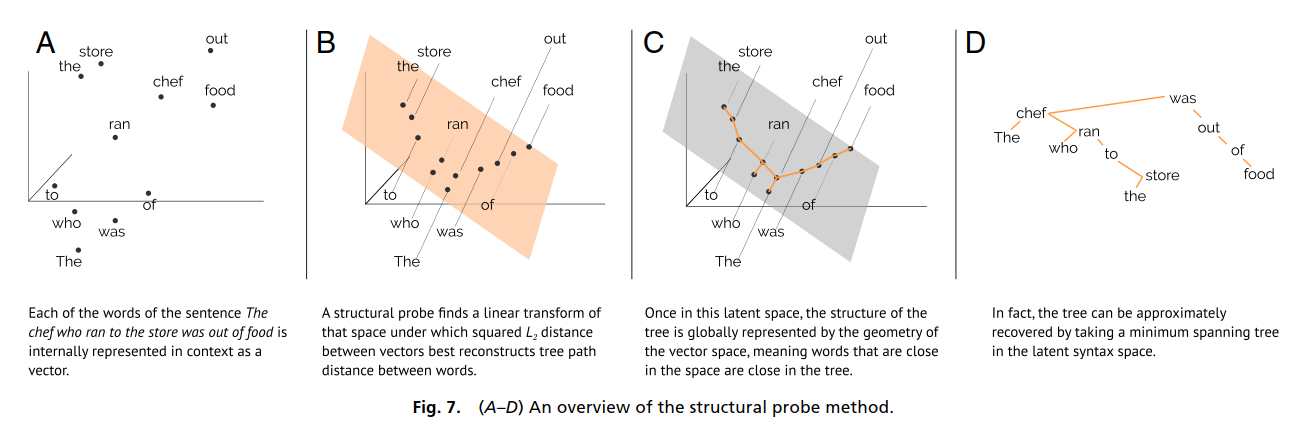 A
store
out
the
chef
food
ran
to
of
who
was
The
B
store
out
the
chef
food
ran
to
of
who
was
The
C
store
out
the
chef
food
ran
to
of
who
was
The
D
was
chef
The
out
ran
who
to
of
store
food
the
Each of the words of the sentence The
chef who ran to the store was out of food is
internally represented in context as a
vector.
A structural probe finds a linear transform of
that space under which squared L₂ distance
between vectors best reconstructs tree path
distance between words.
Once in this latent space, the structure of the
tree is globally represented by the geometry of
the vector space, meaning words that are close
in the space are close in the tree.
In fact, the tree can be approximately
recovered by taking a minimum spanning tree
in the latent syntax space.
Fig. 7. (A–D) An overview of the structural probe method.